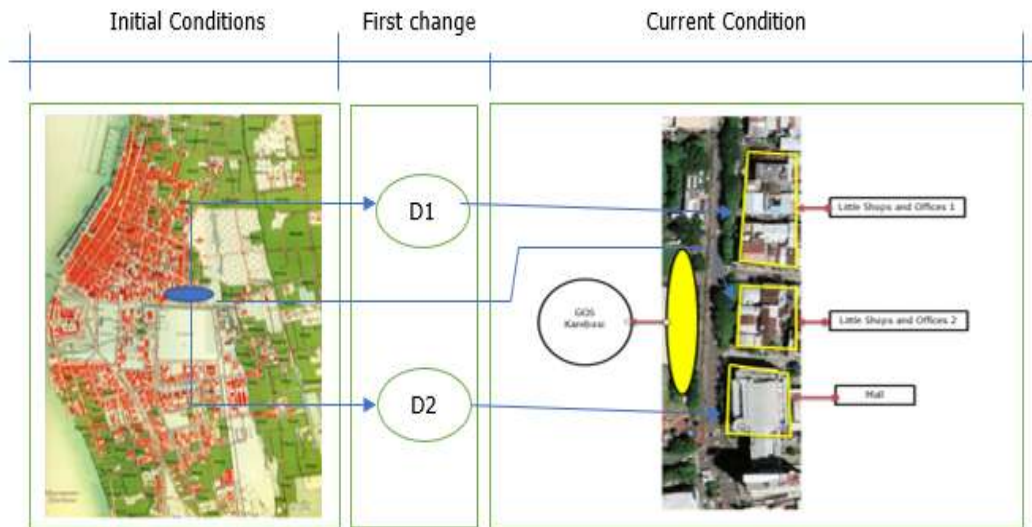 Initial Conditions
First change
Current Condition
D1
D2
GOS
Karebosi
Little Shops and Offices 1
Little Shops and Offices 2
Mall